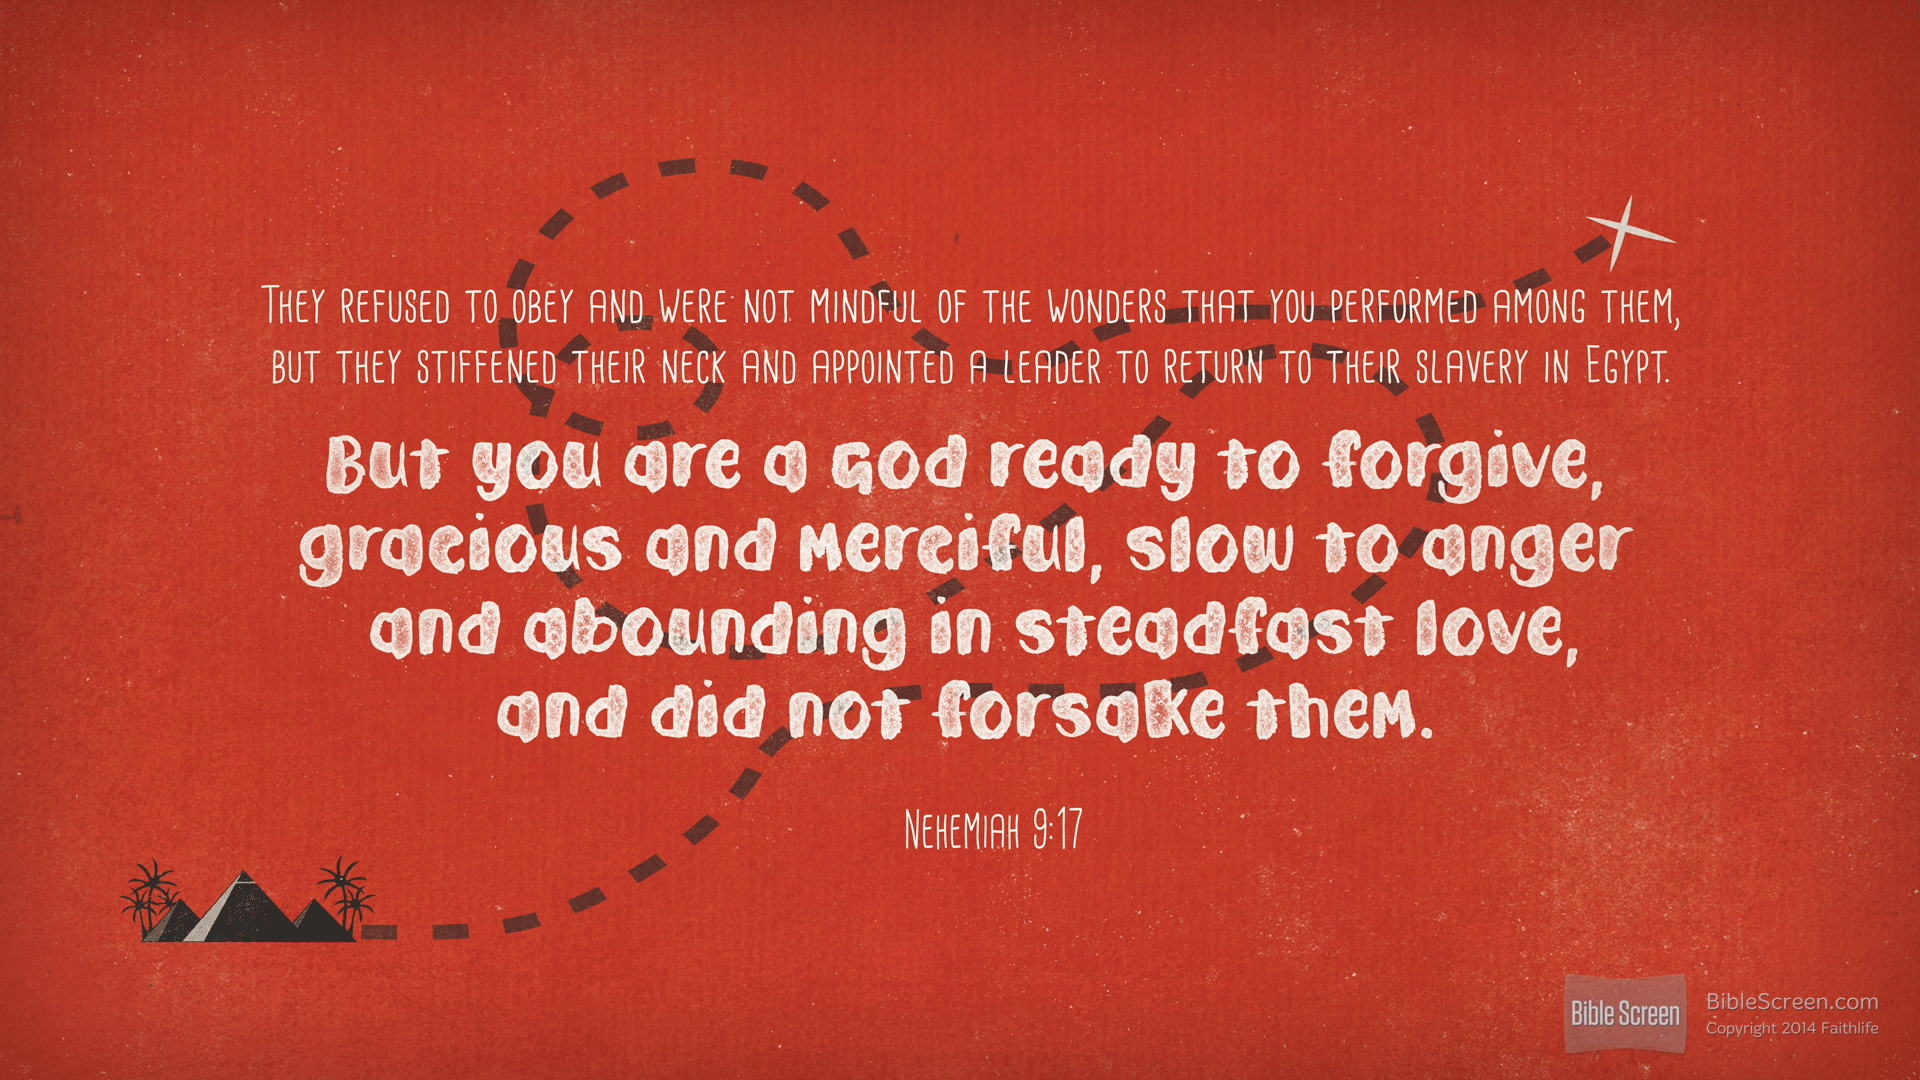 They refused to obey and were not mindful of the wonders that you performed among them,
but they stiffened their neck and appointed a leader to return to their slavery in Egypt.
But you are a God ready to forgive,
gracious and merciful, slow to anger
and abounding in steadfast love,
and did not forsake them.
Nehemiah 9:17
Bible Screen
BibleScreen.com
Copyright 2014 Faithlife